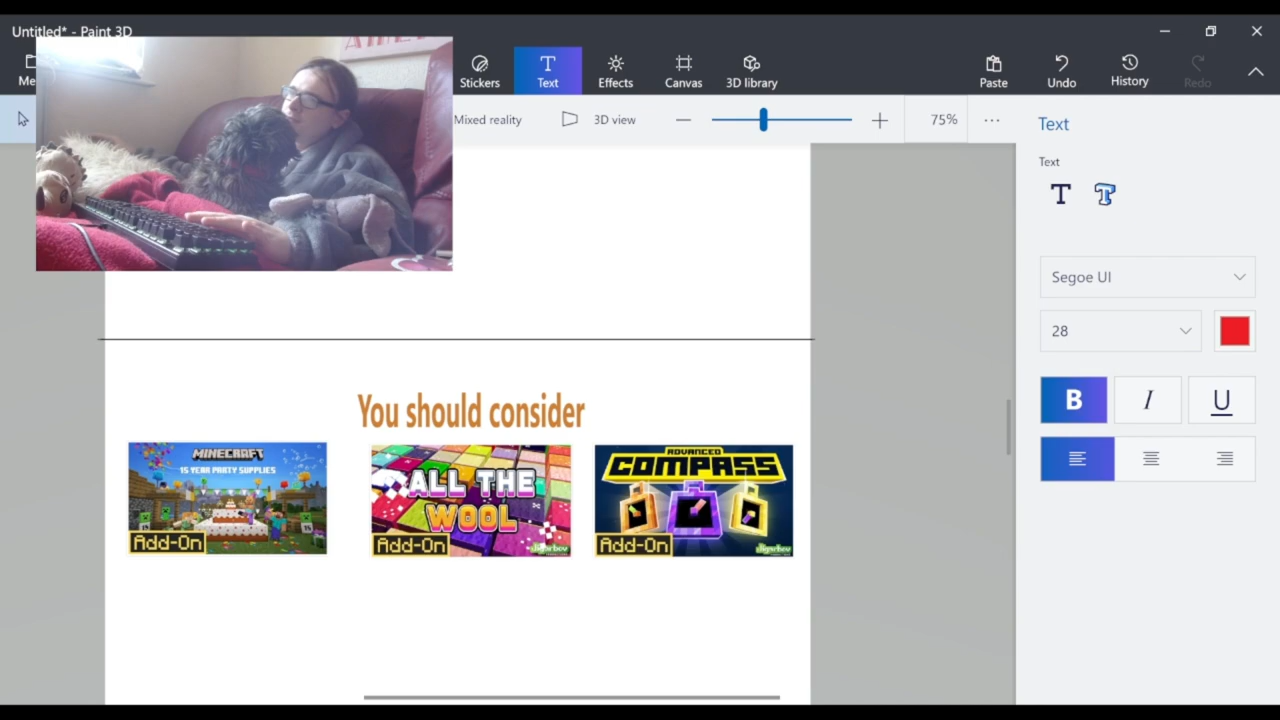 Untitled* - Paint 3D
Me
Stickers
Text
Effects
Canvas
3D library
Paste
Undo
History
Redo
Mixed reality
3D view
75%
Text
Text
Segoe UI
28
B I U
You should consider
MINECRAFT
15 YEAR PARTY SUPPLIES
Add-On
ALL THE
WOOL
Add-On
ADVANCED
COMPASS
Add-On